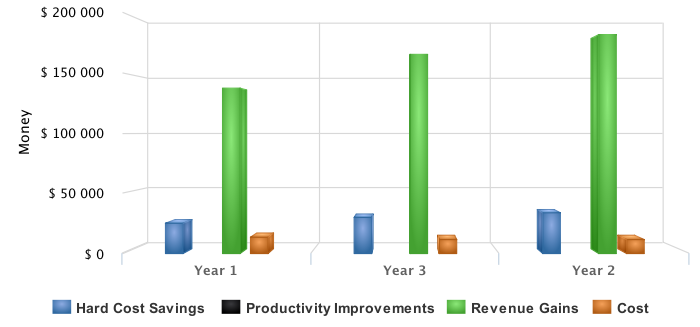 $ 200 000
$ 150 000
$ 100 000
$ 50 000
$ 0
Money
Year 1 Year 3 Year 2
Hard Cost Savings Productivity Improvements Revenue Gains Cost